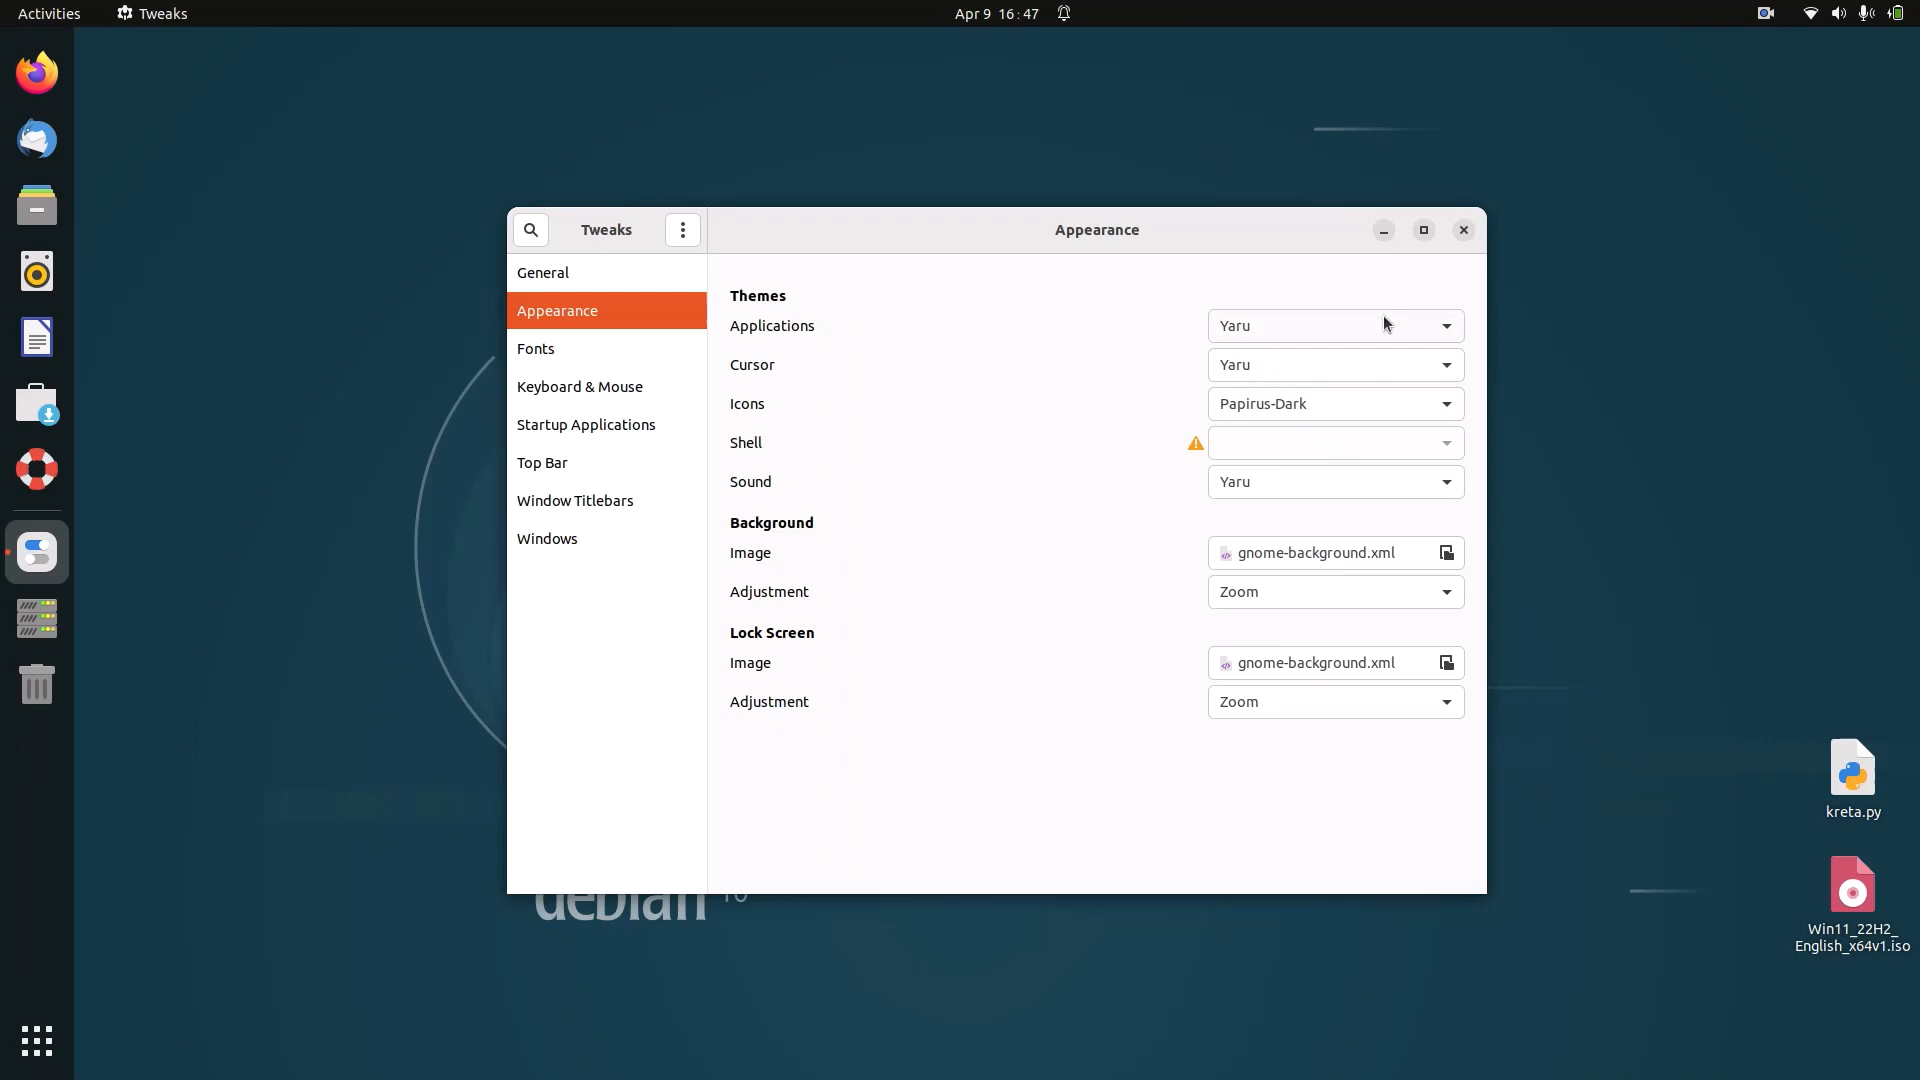 Activities
Tweaks
Apr 9 16:47
Tweaks
Appearance
General
Appearance
Fonts
Keyboard & Mouse
Startup Applications
Top Bar
Window Titlebars
Windows
Themes
Applications
Yaru
Cursor
Yaru
Icons
Papirus-Dark
Shell
Sound
Yaru
Background
Image
gnome-background.xml
Adjustment
Zoom
Lock Screen
Image
gnome-background.xml
Adjustment
Zoom
debian 10
kreta.py
Win11_22H2_
English_x64v1.iso